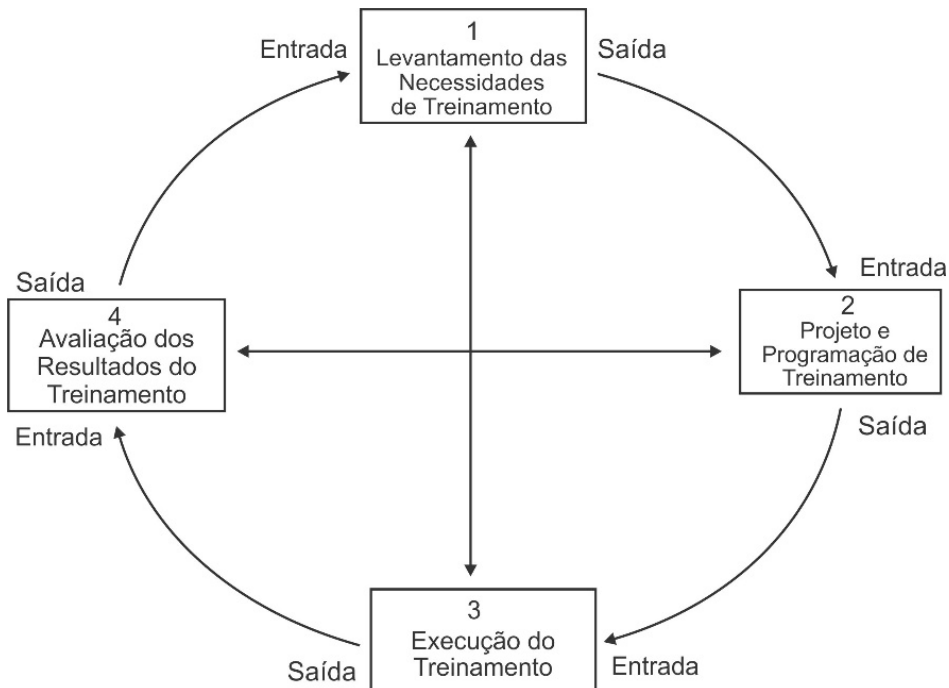 1
Levantamento das
Necessidades
de Treinamento
Entrada
Saída
Entrada
2
Projeto e
Programação de
Treinamento
Saída
Entrada
3
Execução do
Treinamento
Saída
Entrada
4
Avaliação dos
Resultados do
Treinamento
Saída